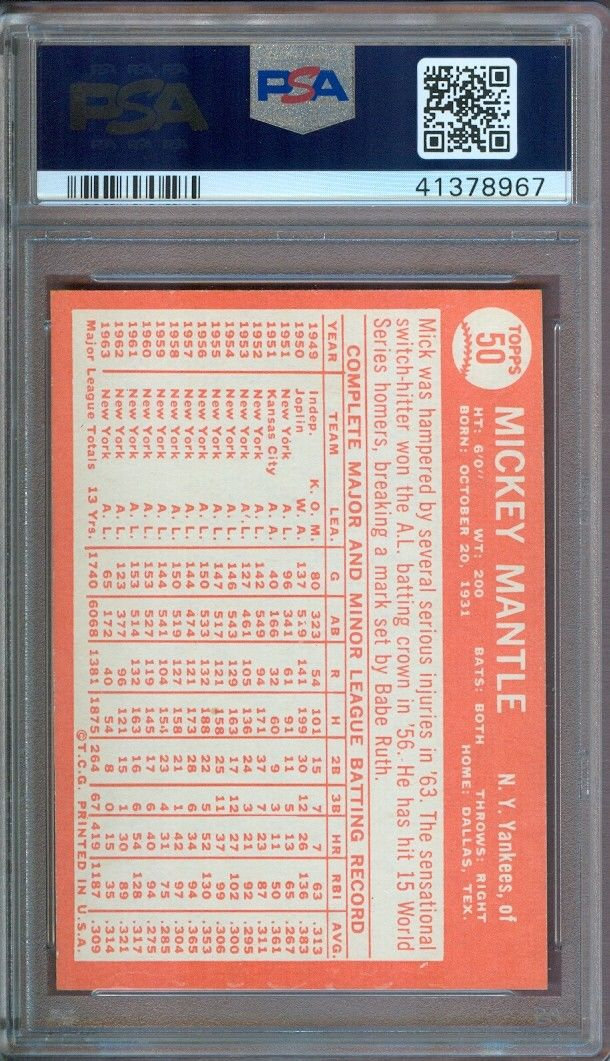 PSA
PSA
41378967
TOPPS
50
MICKEY MANTLE
N. Y. Yankees, of
HT: 6'0" WT: 200 BATS: BOTH THROWS: RIGHT
BORN: OCTOBER 20, 1931 HOME: DALLAS, TEX.
Mick was hampered by several serious injuries in '63. The sensational
switch-hitter won the A.L. batting crown in '56. He has hit 15 World
Series homers, breaking a mark set by Babe Ruth.
COMPLETE MAJOR AND MINOR LEAGUE BATTING RECORD
YEAR TEAM LEA. G AB R H 2B 3B HR RBI AVG.
1949 Indep. K. O. M. 80 323 54 101 15 7 7 63 .313
1950 Joplin W. A. 137 519 141 199 30 12 26 136 .383
1951 New York A. L. 96 341 61 91 11 5 13 65 .267
1951 Kansas City A. A. 40 166 32 60 9 3 11 50 .361
1952 New York A. L. 142 549 94 171 37 7 23 87 .311
1953 New York A. L. 127 461 105 136 24 3 21 92 .295
1954 New York A. L. 146 543 129 163 17 12 27 102 .300
1955 New York A. L. 147 517 121 158 25 11 37 99 .306
1956 New York A. L. 150 533 132 188 22 5 52 130 .353
1957 New York A. L. 144 474 121 173 28 6 34 94 .365
1958 New York A. L. 150 519 127 158 21 1 42 97 .304
1959 New York A. L. 144 541 104 154 23 4 31 75 .285
1960 New York A. L. 153 527 119 145 17 6 40 94 .275
1961 New York A. L. 153 514 132 163 16 6 54 128 .317
1962 New York A. L. 123 377 96 121 15 1 30 89 .321
1963 New York A. L. 65 172 40 54 8 0 15 35 .314
Major League Totals 13 Yrs. 1740 6068 1381 1875 264 67 419 1187 .309
©T.C.G. PRINTED IN U.S.A.